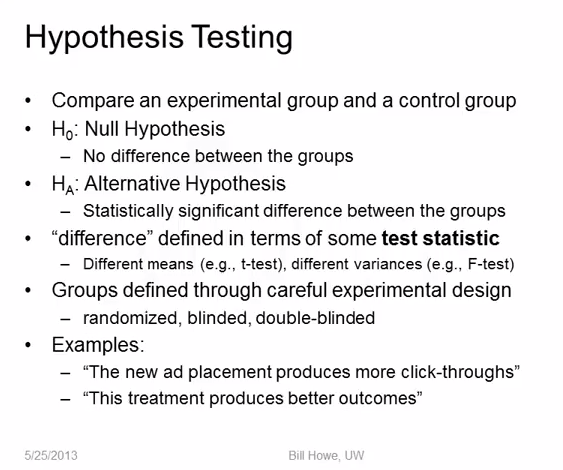 Hypothesis Testing
• Compare an experimental group and a control group
• H₀: Null Hypothesis
– No difference between the groups
• Hₐ: Alternative Hypothesis
– Statistically significant difference between the groups
• “difference” defined in terms of some test statistic
– Different means (e.g., t-test), different variances (e.g., F-test)
• Groups defined through careful experimental design
– randomized, blinded, double-blinded
• Examples:
– “The new ad placement produces more click-throughs”
– “This treatment produces better outcomes”
5/25/2013 Bill Howe, UW